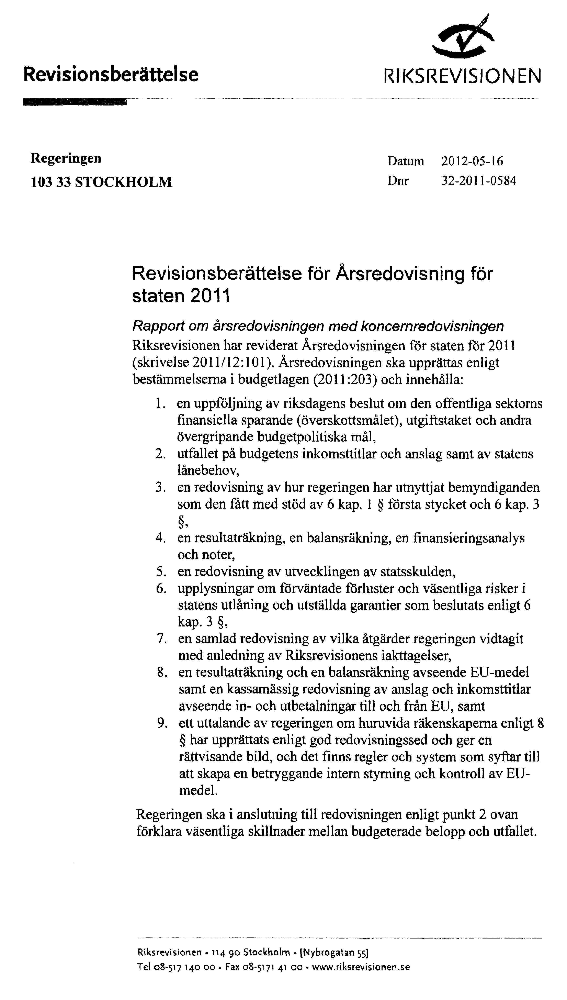 Revisionsberättelse
RIKSREVISIONEN
Regeringen
103 33 STOCKHOLM
Datum 2012-05-16
Dnr 32-2011-0584
Revisionsberättelse för Årsredovisning för
staten 2011
Rapport om årsredovisningen med koncernredovisningen
Riksrevisionen har reviderat Årsredovisningen för staten för 2011
(skrivelse 2011/12:101). Årsredovisningen ska upprättas enligt
bestämmelserna i budgetlagen (2011:203) och innehålla:
1. en uppföljning av riksdagens beslut om den offentliga sektorns
finansiella sparande (överskottsmålet), utgiftstaket och andra
övergripande budgetpolitiska mål,
2. utfallet på budgetens inkomsttitlar och anslag samt av statens
lånebehov,
3. en redovisning av hur regeringen har utnyttjat bemyndiganden
som den fått med stöd av 6 kap. 1 § första stycket och 6 kap. 3
§,
4. en resultaträkning, en balansräkning, en finansieringsanalys
och noter,
5. en redovisning av utvecklingen av statsskulden,
6. upplysningar om förväntade förluster och väsentliga risker i
statens utlåning och utställda garantier som beslutats enligt 6
kap. 3 §,
7. en samlad redovisning av vilka åtgärder regeringen vidtagit
med anledning av Riksrevisionens iakttagelser,
8. en resultaträkning och en balansräkning avseende EU-medel
samt en kassamässig redovisning av anslag och inkomsttitlar
avseende in- och utbetalningar till och från EU, samt
9. ett uttalande av regeringen om huruvida räkenskaperna enligt 8
§ har upprättats enligt god redovisningssed och ger en
rättvisande bild, och det finns regler och system som syftar till
att skapa en betryggande intern styrning och kontroll av EU-
medel.
Regeringen ska i anslutning till redovisningen enligt punkt 2 ovan
förklara väsentliga skillnader mellan budgeterade belopp och utfallet.
Riksrevisionen • 114 90 Stockholm • [Nybrogatan 55]
Tel 08-517 140 00 • Fax 08-5171 41 00 • www.riksrevisionen.se